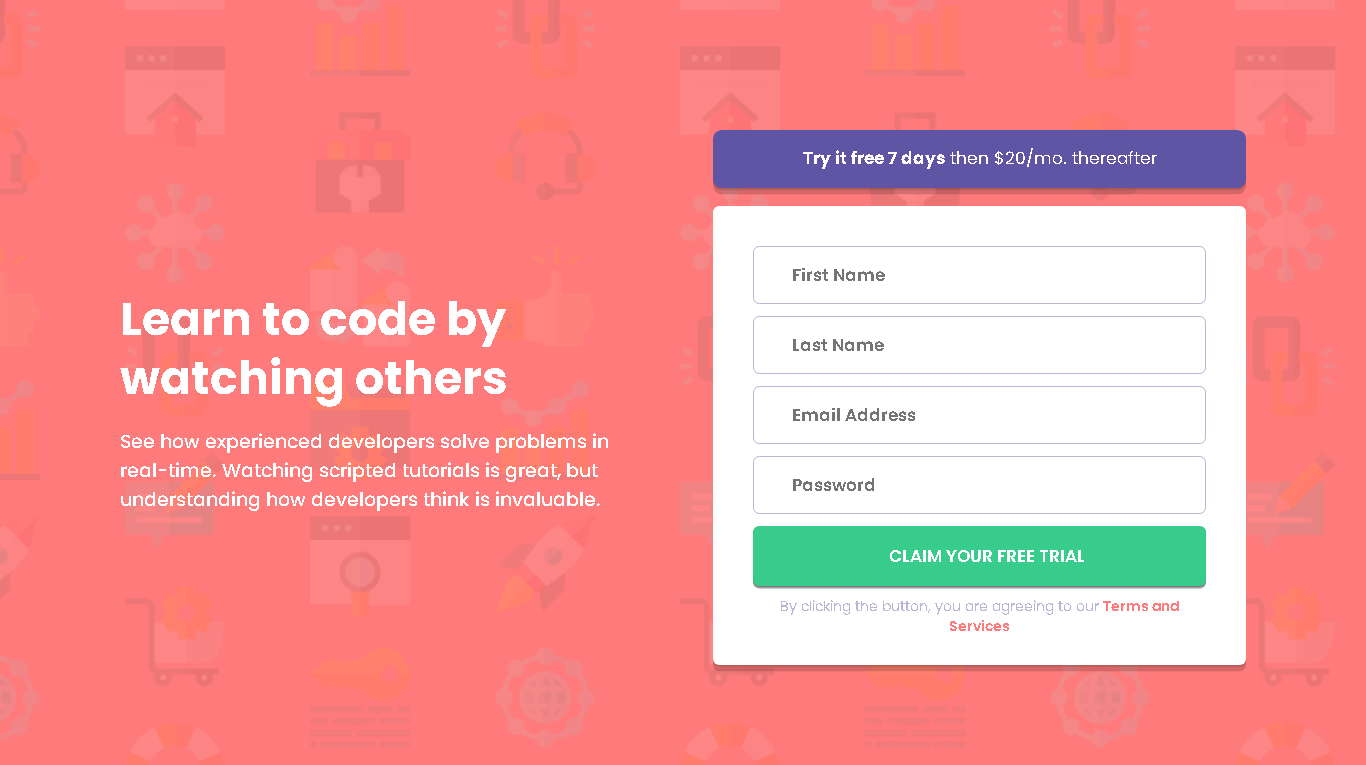 Learn to code by
watching others
See how experienced developers solve problems in
real-time. Watching scripted tutorials is great, but
understanding how developers think is invaluable.
Try it free 7 days then $20/mo. thereafter
First Name
Last Name
Email Address
Password
CLAIM YOUR FREE TRIAL
By clicking the button, you are agreeing to our Terms and
Services